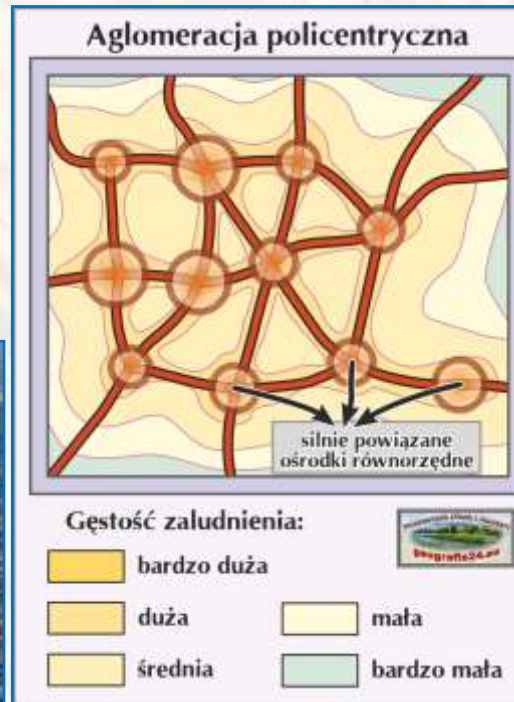 Aglomeracja policentryczna
silnie powiązane
ośrodki równorzędne
Gęstość zaludnienia:
bardzo duża
duża
mała
średnia
bardzo mała
geografia24.eu